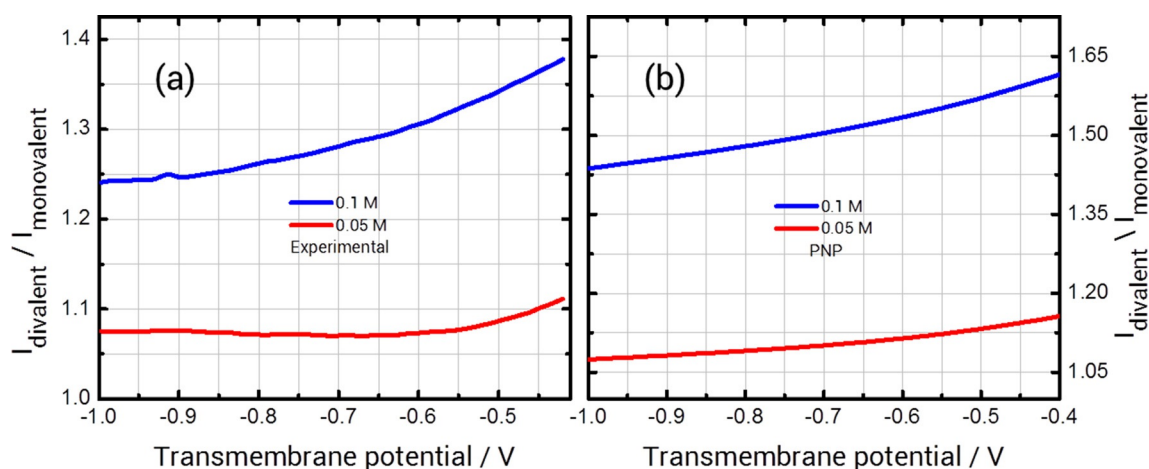 (a)
I divalent / I monovalent
1.4
1.3
1.2
1.1
1.0
0.1 M
0.05 M
Experimental
-1.0 -0.9 -0.8 -0.7 -0.6 -0.5
Transmembrane potential / V
(b)
0.1 M
0.05 M
PNP
1.65
1.50
1.35
1.20
1.05
I divalent \ I monovalent
-1.0 -0.9 -0.8 -0.7 -0.6 -0.5 -0.4
Transmembrane potential / V